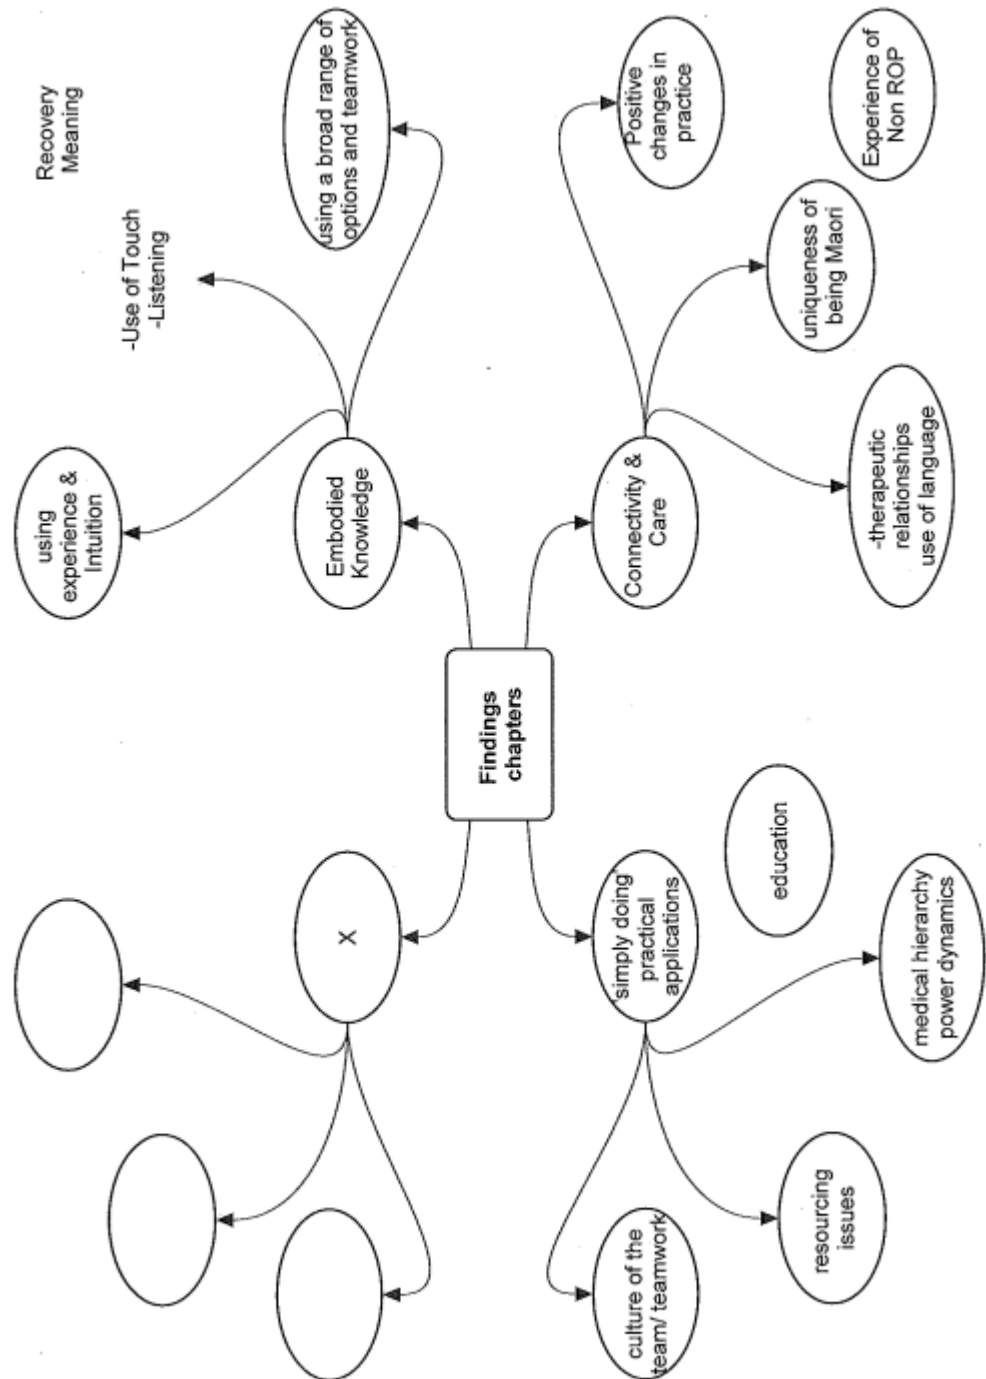 Recovery
Meaning
-Use of Touch
-Listening
using
experience &
Intuition
using a broad range of
options and teamwork
Embodied
Knowledge
X
Findings
chapters
"simply doing"
practical
applications
Connectivity &
Care
Positive
changes in
practice
culture of the
team/ teamwork
education
uniqueness of
being Maori
resourcing
issues
medical hierarchy
power dynamics
-therapeutic
relationships
use of language
Experience of
Non ROP